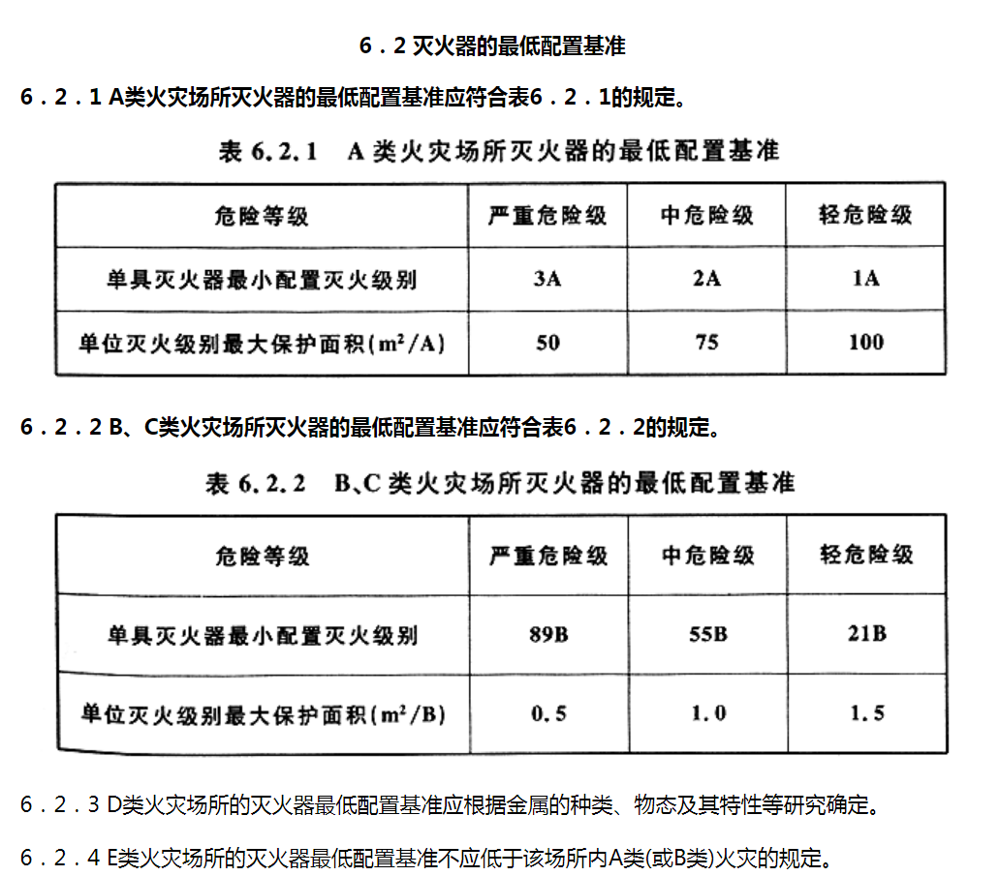 6．2 灭火器的最低配置基准
6．2．1 A类火灾场所灭火器的最低配置基准应符合表6．2．1的规定。
表 6.2.1 A 类火灾场所灭火器的最低配置基准
危险等级 严重危险级 中危险级 轻危险级
单具灭火器最小配置灭火级别 3A 2A 1A
单位灭火级别最大保护面积(m²/A) 50 75 100
6．2．2 B、C类火灾场所灭火器的最低配置基准应符合表6．2．2的规定。
表 6.2.2 B、C 类火灾场所灭火器的最低配置基准
危险等级 严重危险级 中危险级 轻危险级
单具灭火器最小配置灭火级别 89B 55B 21B
单位灭火级别最大保护面积(m²/B) 0.5 1.0 1.5
6．2．3 D类火灾场所的灭火器最低配置基准应根据金属的种类、物态及其特性等研究确定。
6．2．4 E类火灾场所的灭火器最低配置基准不应低于该场所内A类(或B类)火灾的规定。